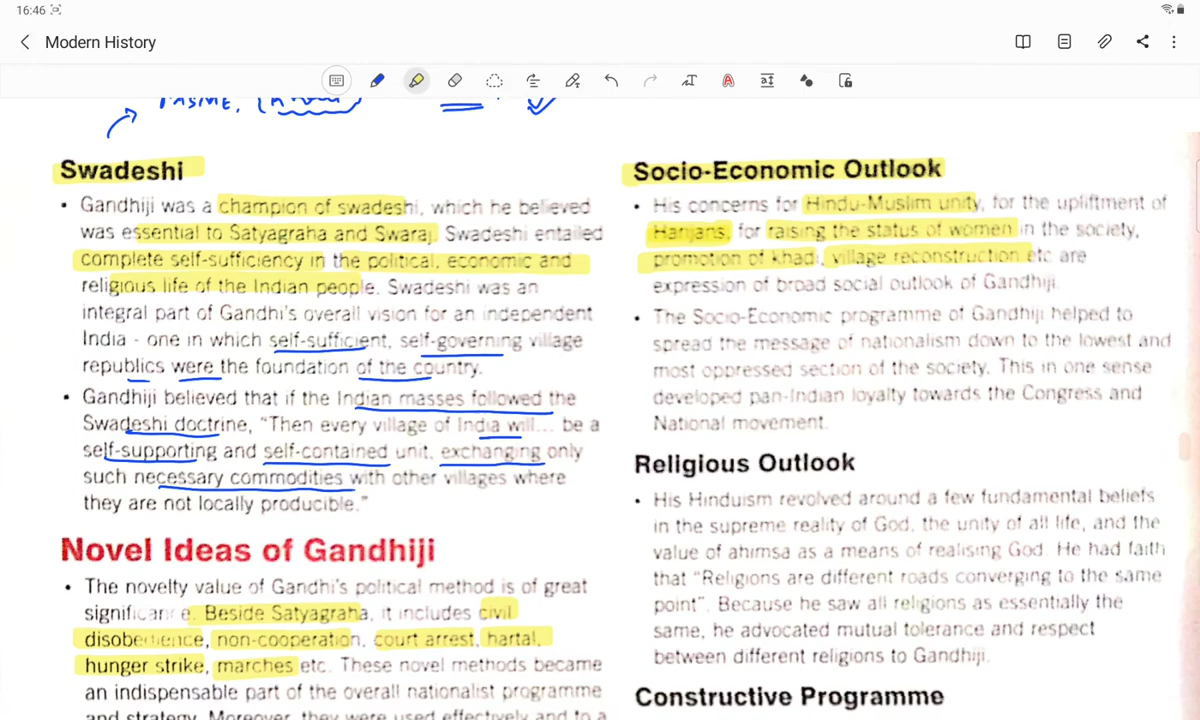 16:46
Modern History
Swadeshi
• Gandhiji was a champion of swadeshi, which he believed
was essential to Satyagraha and Swaraj. Swadeshi entailed
complete self-sufficiency in the political, economic and
religious life of the Indian people. Swadeshi was an
integral part of Gandhi's overall vision for an independent
India - one in which self-sufficient, self-governing village
republics were the foundation of the country.
• Gandhiji believed that if the Indian masses followed the
Swadeshi doctrine, "Then every village of India will... be a
self-supporting and self-contained unit, exchanging only
such necessary commodities with other villages where
they are not locally producible."
Novel Ideas of Gandhiji
• The novelty value of Gandhi's political method is of great
significance. Beside Satyagraha, it includes civil
disobedience, non-cooperation, court arrest, hartal,
hunger strike, marches etc. These novel methods became
an indispensable part of the overall nationalist programme
and strategy. Moreover, they were used effectively and to a
Socio-Economic Outlook
• His concerns for Hindu-Muslim unity, for the upliftment of
Harijans, for raising the status of women in the society,
promotion of khadi, village reconstruction etc are
expression of broad social outlook of Gandhiji.
• The Socio-Economic programme of Gandhiji helped to
spread the message of nationalism down to the lowest and
most oppressed section of the society. This in one sense
developed pan-Indian loyalty towards the Congress and
National movement.
Religious Outlook
• His Hinduism revolved around a few fundamental beliefs
in the supreme reality of God, the unity of all life, and the
value of ahimsa as a means of realising God. He had faith
that "Religions are different roads converging to the same
point". Because he saw all religions as essentially the
same, he advocated mutual tolerance and respect
between different religions to Gandhiji.
Constructive Programme